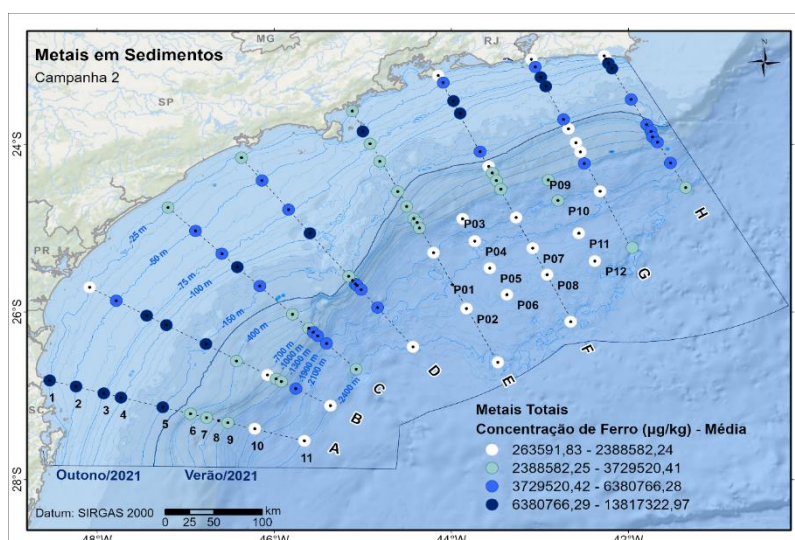 MG
RJ
Metais em Sedimentos
Campanha 2
SP
24°S
-25 m
-50 m
-75 m
-100 m
-150 m
-400 m
-700 m
-1000 m
-1300 m
-1900 m
-2100 m
-2400 m
PR
26°S
SC
28°S
P09
P10
P03
P04
P11
P07
P12
P05
P08
P01
P06
P02
H
G
F
E
D
C
B
A
1
2
3
4
5
6
7
8
9
10
11
Metais Totais
Concentração de Ferro (µg/kg) - Média
263591,83 - 2388582,24
2388582,25 - 3729520,41
3729520,42 - 6380766,28
6380766,29 - 13817322,97
Outono/2021
Verão/2021
Datum: SIRGAS 2000
0 25 50 100
km
48°W
46°W
44°W
42°W